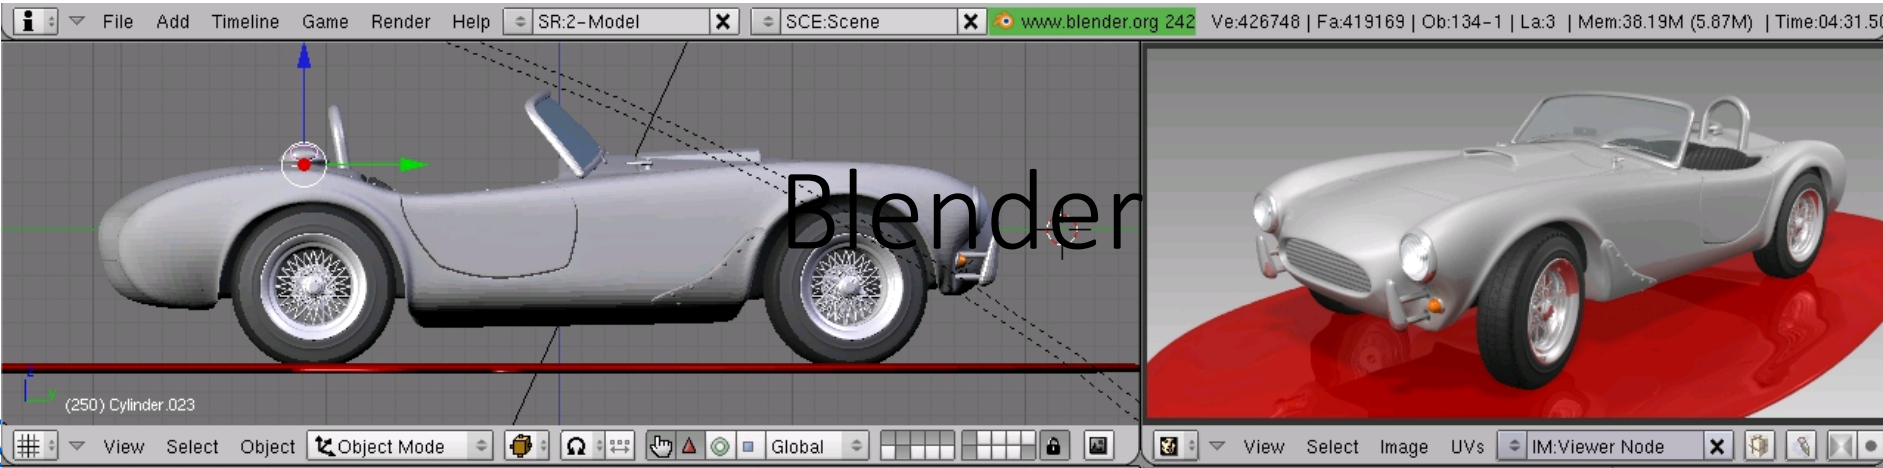 File Add Timeline Game Render Help SR:2-Model SCE:Scene www.blender.org 242 Ve:426748 | Fa:419169 | Ob:134-1 | La:3 | Mem:38.19M (5.87M) | Time:04:31.50
Blender
(250) Cylinder.023
View Select Object Object Mode Global View Select Image UVs IM:Viewer Node